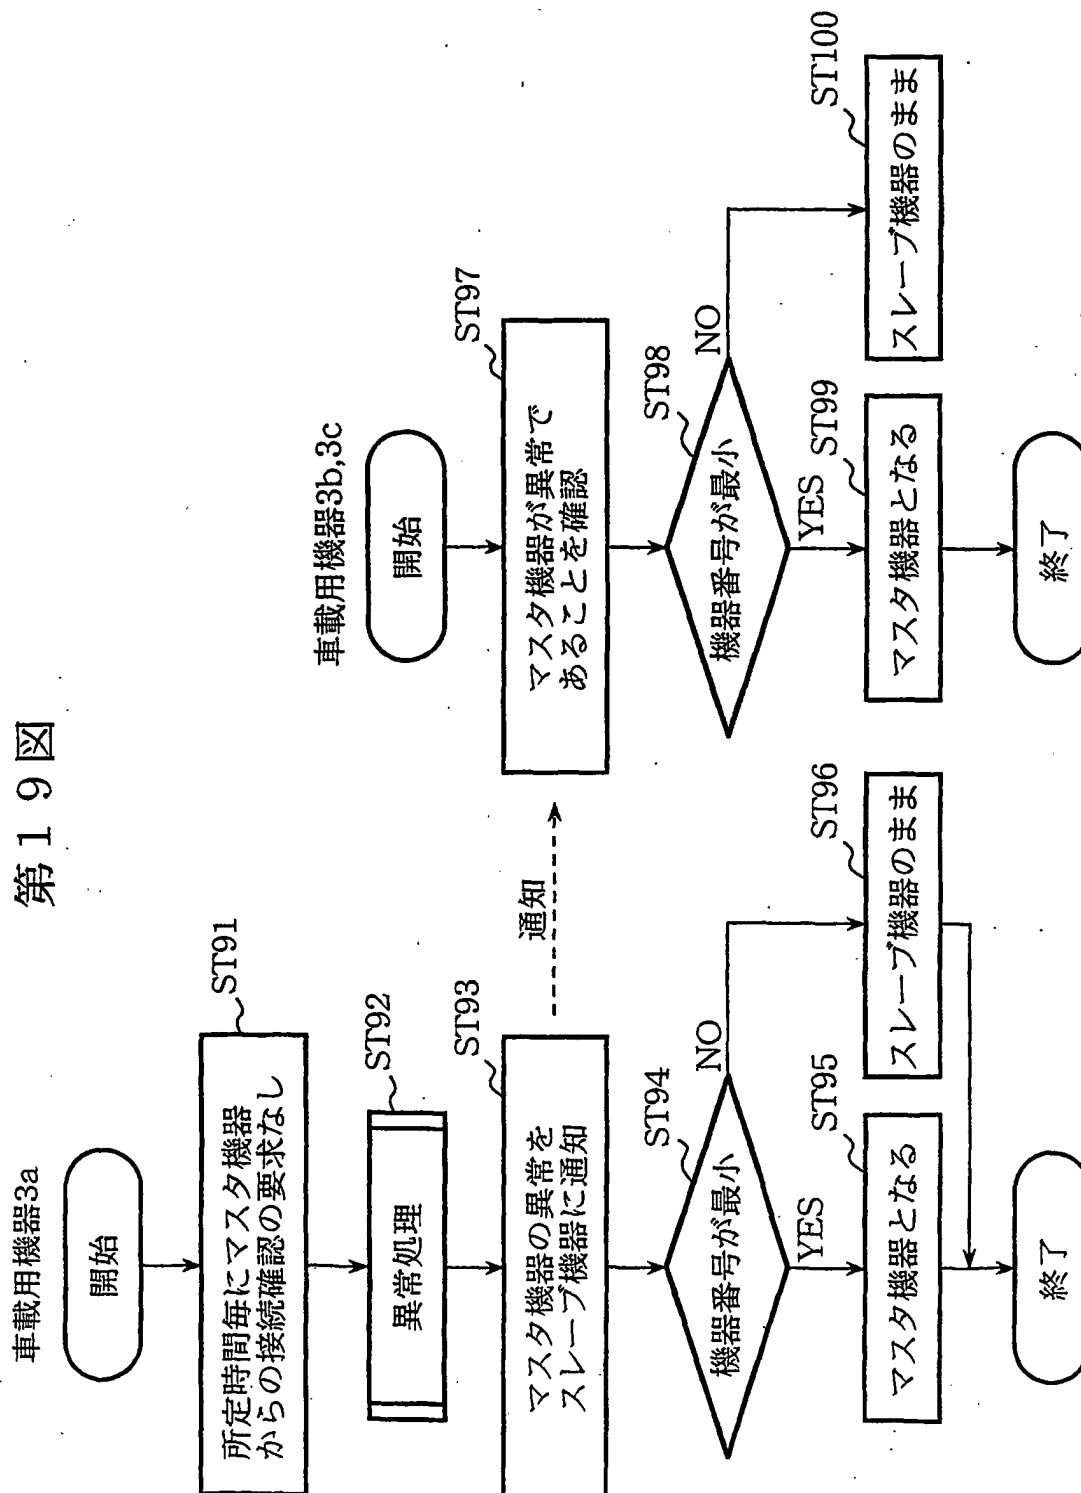 第19図
車載用機器3a
開始
所定時間毎にマスタ機器
からの接続確認の要求なし
ST91
異常処理
ST92
マスタ機器の異常を
スレーブ機器に通知
ST93
通知
機器番号が最小
ST94
YES
NO
マスタ機器となる
ST95
スレーブ機器のまま
ST96
終了
車載用機器3b,3c
開始
マスタ機器が異常で
あることを確認
ST97
機器番号が最小
ST98
YES
NO
マスタ機器となる
ST99
スレーブ機器のまま
ST100
終了